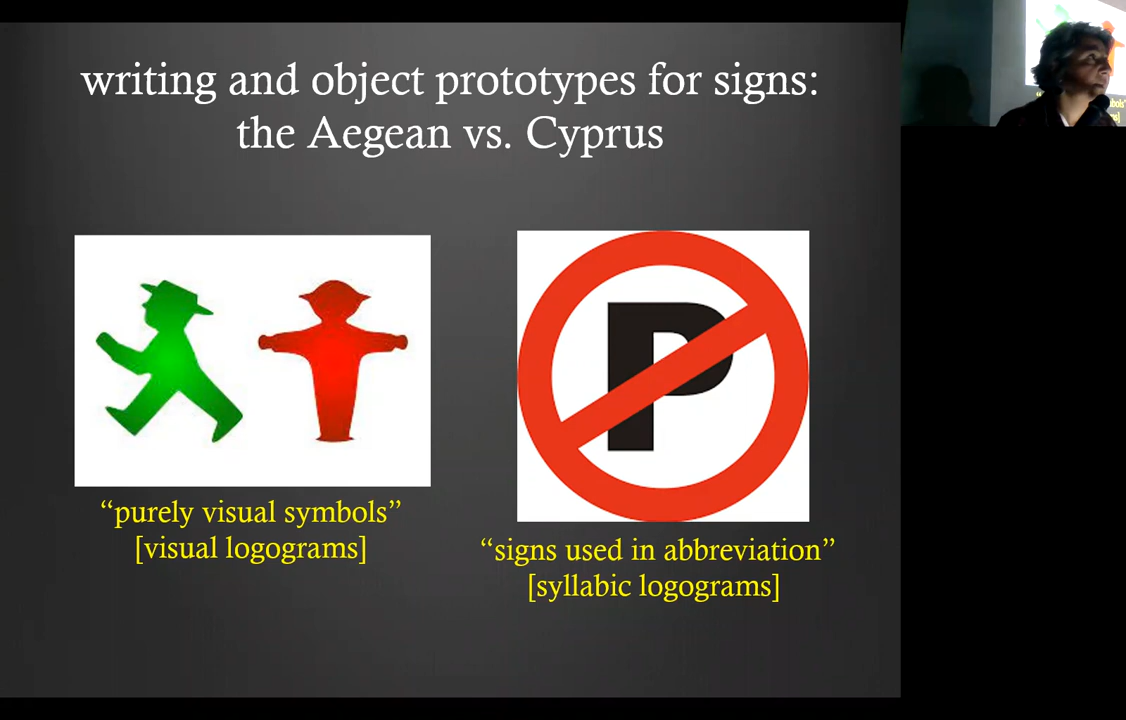 writing and object prototypes for signs:
the Aegean vs. Cyprus
P
“purely visual symbols”
[visual logograms]
“signs used in abbreviation”
[syllabic logograms]